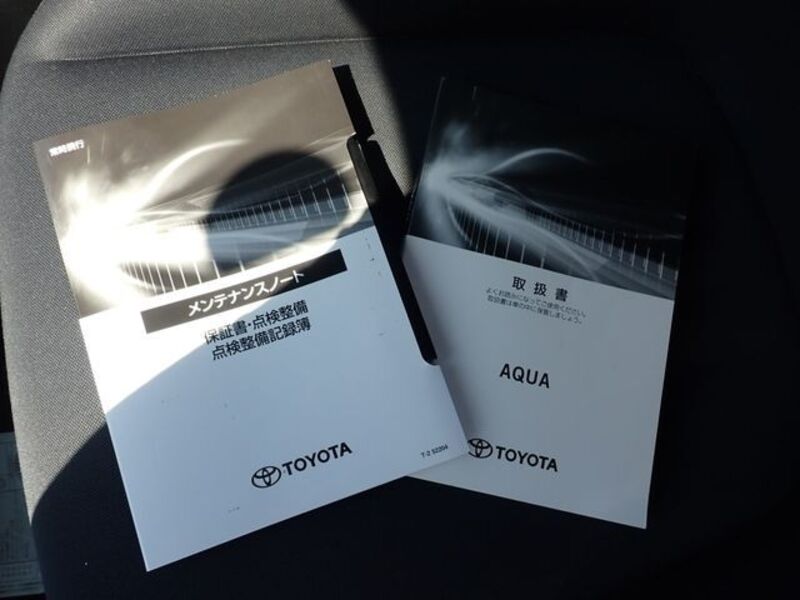 常時携行
メンテナンスノート
保証書・点検整備
点検整備記録簿
TOYOTA
T-2 52204
取扱書
よくお読みになってご使用ください。
取扱書は車の中に保管しましょう。
AQUA
TOYOTA